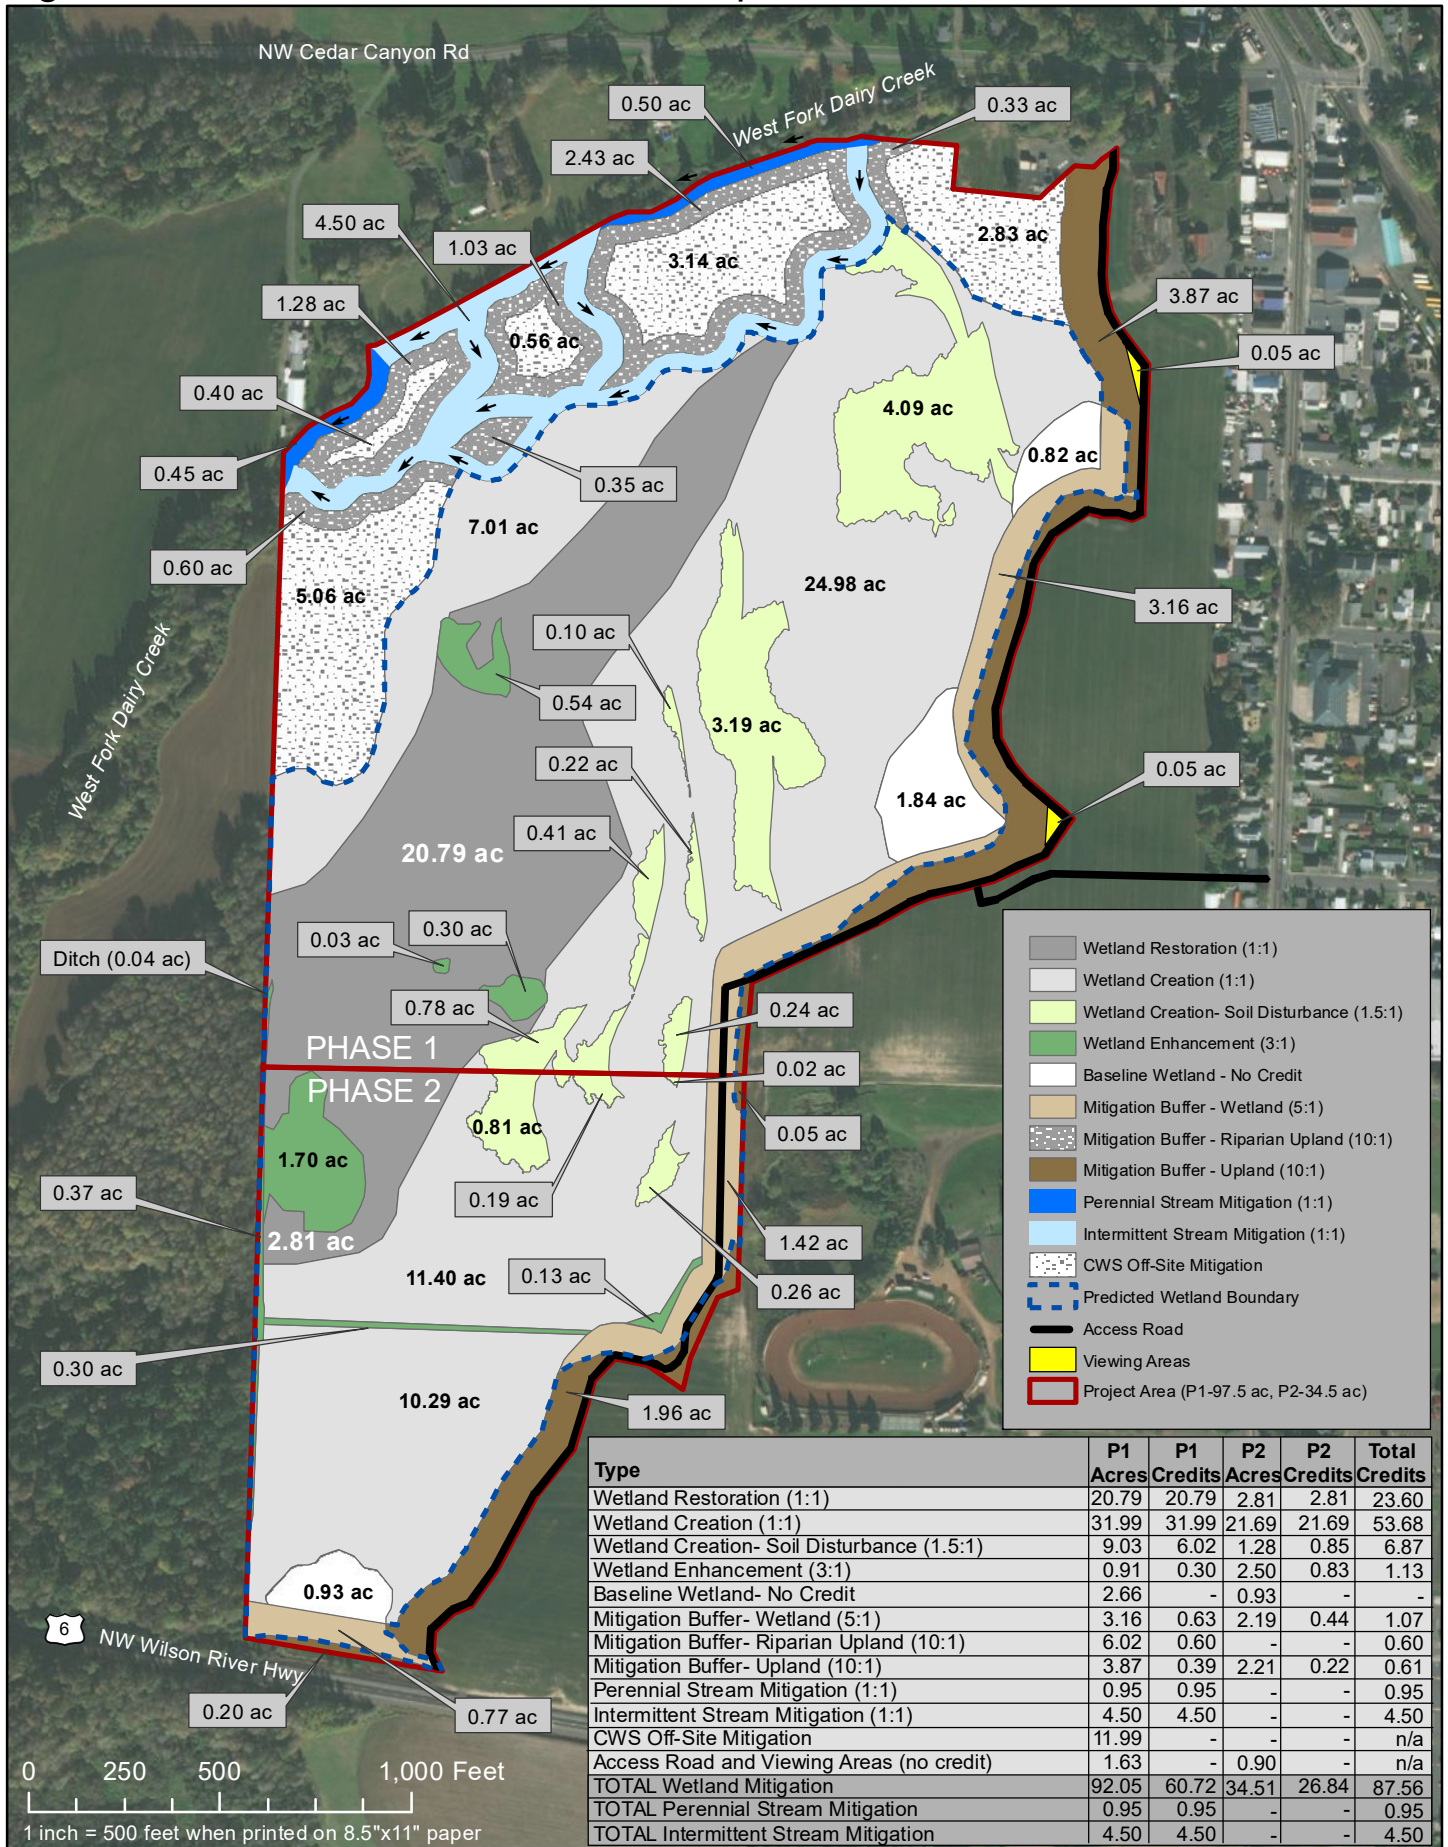 NW Cedar Canyon Rd
West Fork Dairy Creek
0.50 ac
0.33 ac
2.43 ac
4.50 ac
1.03 ac
2.83 ac
3.14 ac
1.28 ac
3.87 ac
0.56 ac
0.05 ac
0.40 ac
4.09 ac
0.82 ac
0.45 ac
0.35 ac
7.01 ac
0.60 ac
24.98 ac
5.06 ac
3.16 ac
0.10 ac
West Fork Dairy Creek
0.54 ac
3.19 ac
0.22 ac
0.05 ac
1.84 ac
0.41 ac
20.79 ac
0.03 ac
0.30 ac
Ditch (0.04 ac)
0.78 ac
0.24 ac
PHASE 1
0.02 ac
PHASE 2
0.81 ac
0.05 ac
1.70 ac
0.37 ac
0.19 ac
2.81 ac
1.42 ac
11.40 ac
0.13 ac
0.26 ac
0.30 ac
10.29 ac
1.96 ac
0.93 ac
6
NW Wilson River Hwy
0.20 ac
0.77 ac
0 250 500 1,000 Feet
1 inch = 500 feet when printed on 8.5"x11" paper
Wetland Restoration (1:1)
Wetland Creation (1:1)
Wetland Creation- Soil Disturbance (1.5:1)
Wetland Enhancement (3:1)
Baseline Wetland - No Credit
Mitigation Buffer - Wetland (5:1)
Mitigation Buffer - Riparian Upland (10:1)
Mitigation Buffer - Upland (10:1)
Perennial Stream Mitigation (1:1)
Intermittent Stream Mitigation (1:1)
CWS Off-Site Mitigation
Predicted Wetland Boundary
Access Road
Viewing Areas
Project Area (P1-97.5 ac, P2-34.5 ac)
Type P1 Acres P1 Credits P2 Acres P2 Credits Total Credits
Wetland Restoration (1:1) 20.79 20.79 2.81 2.81 23.60
Wetland Creation (1:1) 31.99 31.99 21.69 21.69 53.68
Wetland Creation- Soil Disturbance (1.5:1) 9.03 6.02 1.28 0.85 6.87
Wetland Enhancement (3:1) 0.91 0.30 2.50 0.83 1.13
Baseline Wetland- No Credit 2.66 - 0.93 - -
Mitigation Buffer- Wetland (5:1) 3.16 0.63 2.19 0.44 1.07
Mitigation Buffer- Riparian Upland (10:1) 6.02 0.60 - - 0.60
Mitigation Buffer- Upland (10:1) 3.87 0.39 2.21 0.22 0.61
Perennial Stream Mitigation (1:1) 0.95 0.95 - - 0.95
Intermittent Stream Mitigation (1:1) 4.50 4.50 - - 4.50
CWS Off-Site Mitigation 11.99 - - - n/a
Access Road and Viewing Areas (no credit) 1.63 - 0.90 - n/a
TOTAL Wetland Mitigation 92.05 60.72 34.51 26.84 87.56
TOTAL Perennial Stream Mitigation 0.95 0.95 - - 0.95
TOTAL Intermittent Stream Mitigation 4.50 4.50 - - 4.50